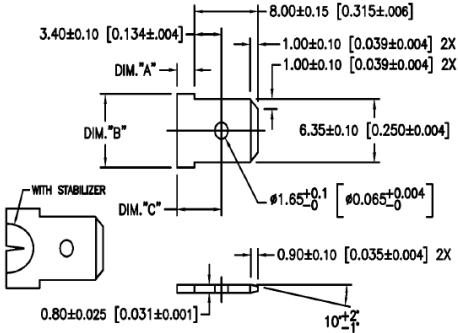 8.00±0.15 [0.315±.006]
3.40±0.10 [0.134±.004]
1.00±0.10 [0.039±0.004] 2X
DIM."A"
1.00±0.10 [0.039±0.004] 2X
DIM."B"
6.35±0.10 [0.250±0.004]
WITH STABILIZER
DIM."C"
ø1.65+0.1 -0 [ø0.065+0.004 -0]
0.90±0.10 [0.035±0.004] 2X
0.80±0.025 [0.031±0.001]
10°+2° -1°